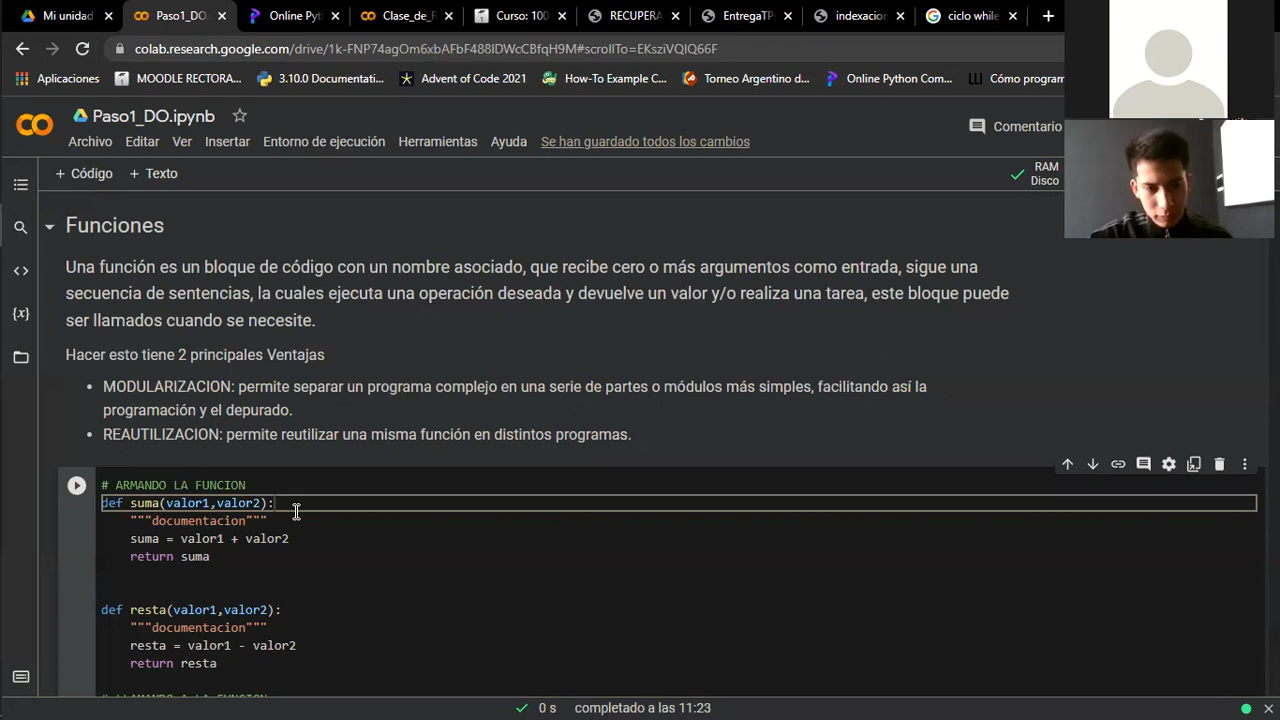 Mi unidad
Paso1_DO.
Online Pyt
Clase_de_F
Curso: 100
RECUPERA
EntregaTP
indexacior
ciclo while
colab.research.google.com/drive/1k-FNP74agOm6xbAFbF488IDWcCBfqH9M#scrollTo=EKsziVQIQ66F
Aplicaciones
MOODLE RECTORA...
3.10.0 Documentati...
Advent of Code 2021
How-To Example C...
Torneo Argentino d...
Online Python Com...
Cómo program
Paso1_DO.ipynb
Archivo Editar Ver Insertar Entorno de ejecución Herramientas Ayuda Se han guardado todos los cambios
Comentario
+ Código + Texto
RAM
Disco
Funciones
Una función es un bloque de código con un nombre asociado, que recibe cero o más argumentos como entrada, sigue una
secuencia de sentencias, la cuales ejecuta una operación deseada y devuelve un valor y/o realiza una tarea, este bloque puede
ser llamados cuando se necesite.
Hacer esto tiene 2 principales Ventajas
• MODULARIZACION: permite separar un programa complejo en una serie de partes o módulos más simples, facilitando así la
programación y el depurado.
• REAUTILIZACION: permite reutilizar una misma función en distintos programas.
# ARMANDO LA FUNCION
def suma(valor1,valor2):
"""documentacion"""
suma = valor1 + valor2
return suma
def resta(valor1,valor2):
"""documentacion"""
resta = valor1 - valor2
return resta
# LLAMANDO A LA FUNCION
0 s completado a las 11:23